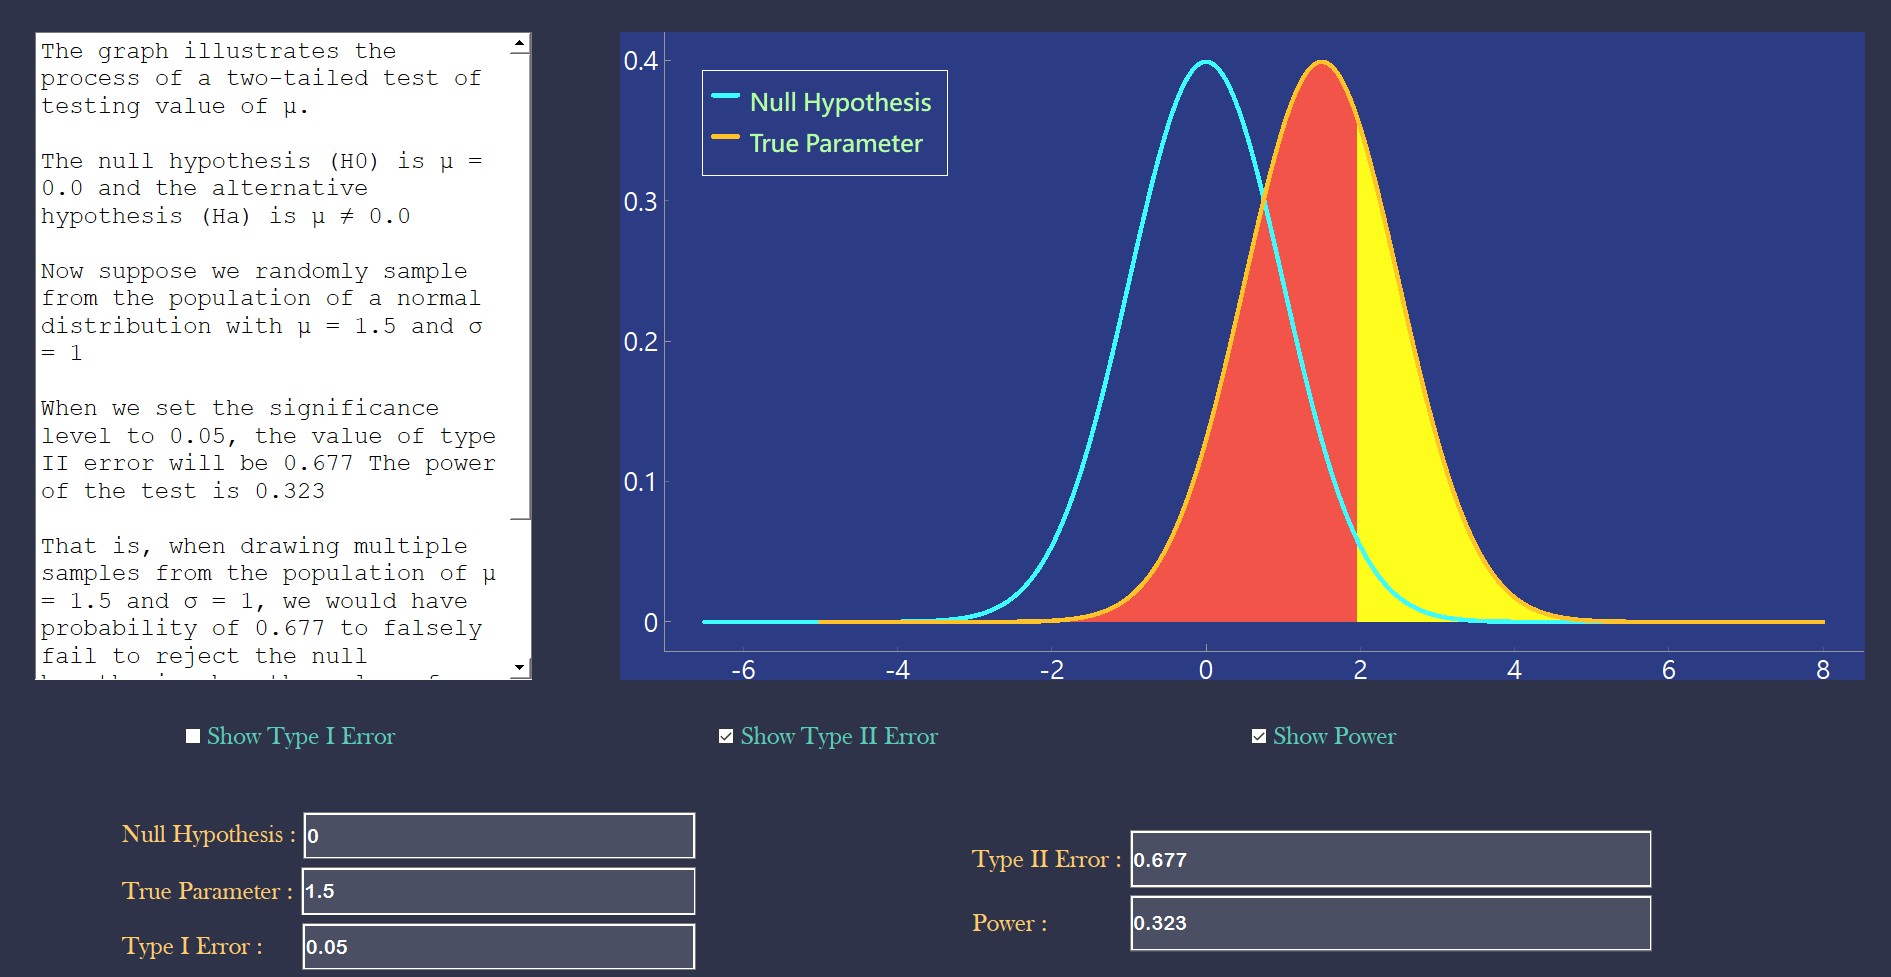 The graph illustrates the
process of a two-tailed test of
testing value of μ.
The null hypothesis (H0) is μ =
0.0 and the alternative
hypothesis (Ha) is μ ≠ 0.0
Now suppose we randomly sample
from the population of a normal
distribution with μ = 1.5 and σ
= 1
When we set the significance
level to 0.05, the value of type
II error will be 0.677 The power
of the test is 0.323
That is, when drawing multiple
samples from the population of μ
= 1.5 and σ = 1, we would have
probability of 0.677 to falsely
fail to reject the null
0.4
0.3
0.2
0.1
0
Null Hypothesis
True Parameter
-6 -4 -2 0 2 4 6 8
Show Type I Error
Show Type II Error
Show Power
Null Hypothesis : 0
True Parameter : 1.5
Type I Error : 0.05
Type II Error : 0.677
Power : 0.323